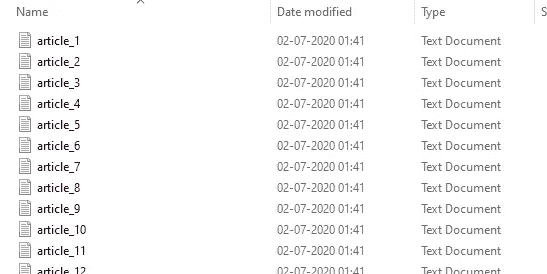 Name Date modified Type S
article_1 02-07-2020 01:41 Text Document
article_2 02-07-2020 01:41 Text Document
article_3 02-07-2020 01:41 Text Document
article_4 02-07-2020 01:41 Text Document
article_5 02-07-2020 01:41 Text Document
article_6 02-07-2020 01:41 Text Document
article_7 02-07-2020 01:41 Text Document
article_8 02-07-2020 01:41 Text Document
article_9 02-07-2020 01:41 Text Document
article_10 02-07-2020 01:41 Text Document
article_11 02-07-2020 01:41 Text Document
article_12 02-07-2020 01:41 Text Document